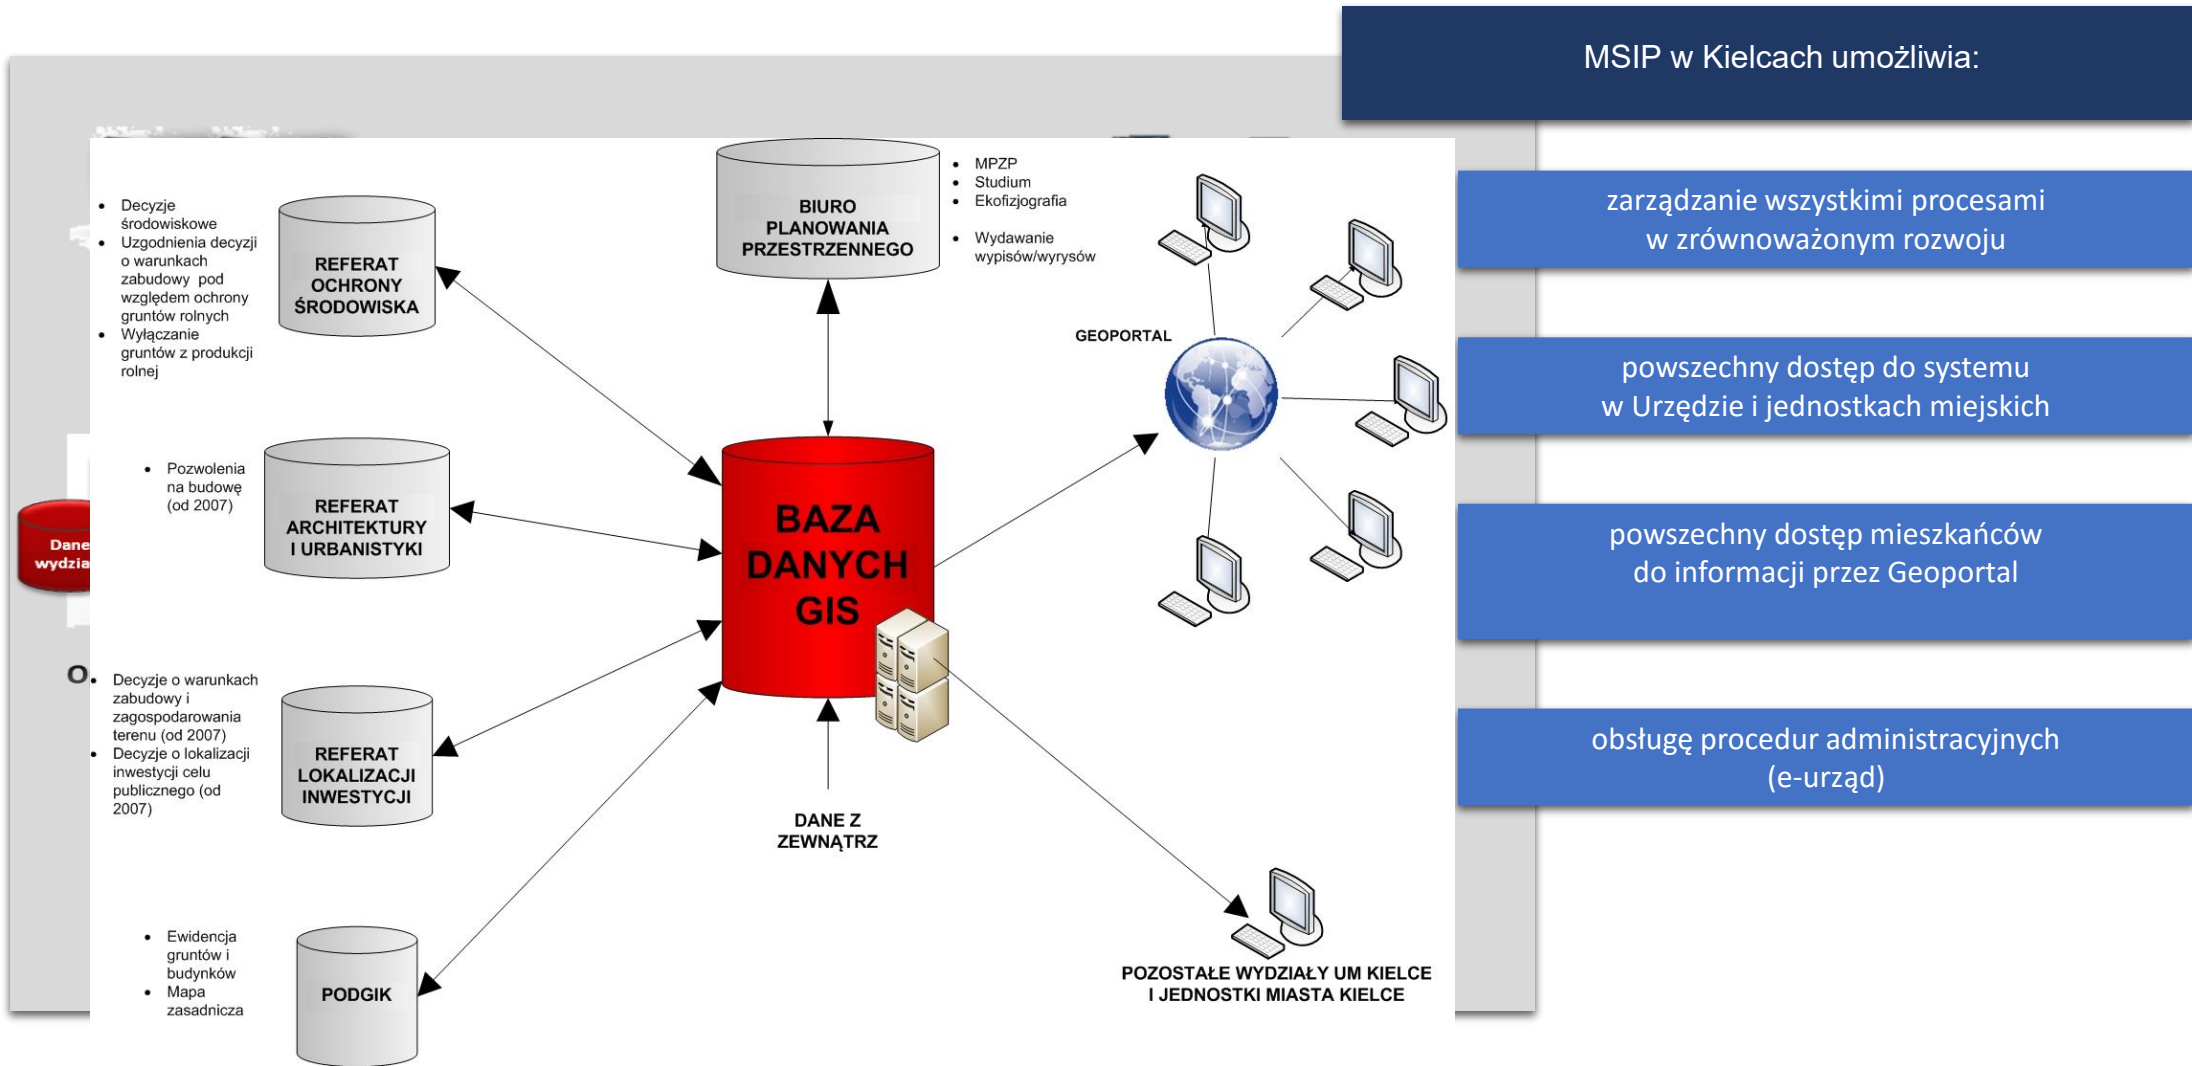 MSIP w Kielcach umożliwia:
zarządzanie wszystkimi procesami
w zrównoważonym rozwoju
powszechny dostęp do systemu
w Urzędzie i jednostkach miejskich
powszechny dostęp mieszkańców
do informacji przez Geoportal
obsługę procedur administracyjnych
(e-urząd)
• Decyzje
środowiskowe
• Uzgodnienia decyzji
o warunkach
zabudowy pod
względem ochrony
gruntów rolnych
• Wyłączanie
gruntów z produkcji
rolnej
REFERAT
OCHRONY
ŚRODOWISKA
BIURO
PLANOWANIA
PRZESTRZENNEGO
• MPZP
• Studium
• Ekofizjografia
• Wydawanie
wypisów/wyrysów
GEOPORTAL
• Pozwolenia
na budowę
(od 2007)
REFERAT
ARCHITEKTURY
I URBANISTYKI
BAZA
DANYCH
GIS
Dane
• Decyzje o warunkach
zabudowy i
zagospodarowania
terenu (od 2007)
• Decyzje o lokalizacji
inwestycji celu
publicznego (od
2007)
REFERAT
LOKALIZACJI
INWESTYCJI
DANE Z
ZEWNĄTRZ
• Ewidencja
gruntów i
budynków
• Mapa
zasadnicza
PODGIK
POZOSTAŁE WYDZIAŁY UM KIELCE
I JEDNOSTKI MIASTA KIELCE